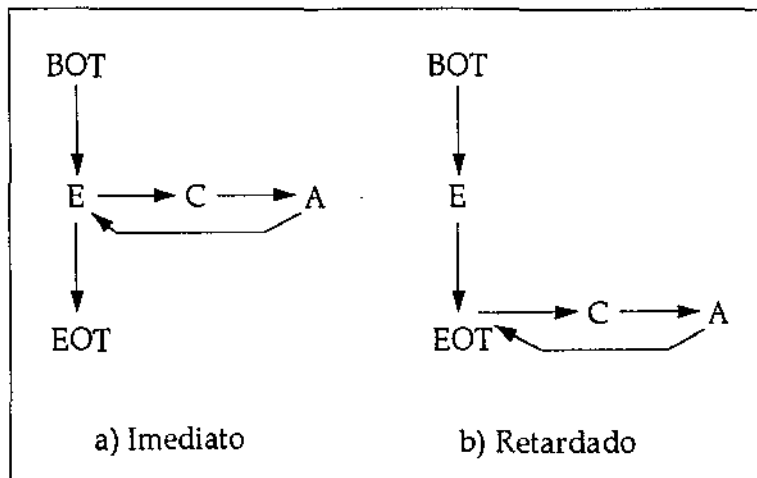 BOT BOT
E C A E
EOT EOT C A
a) Imediato b) Retardado